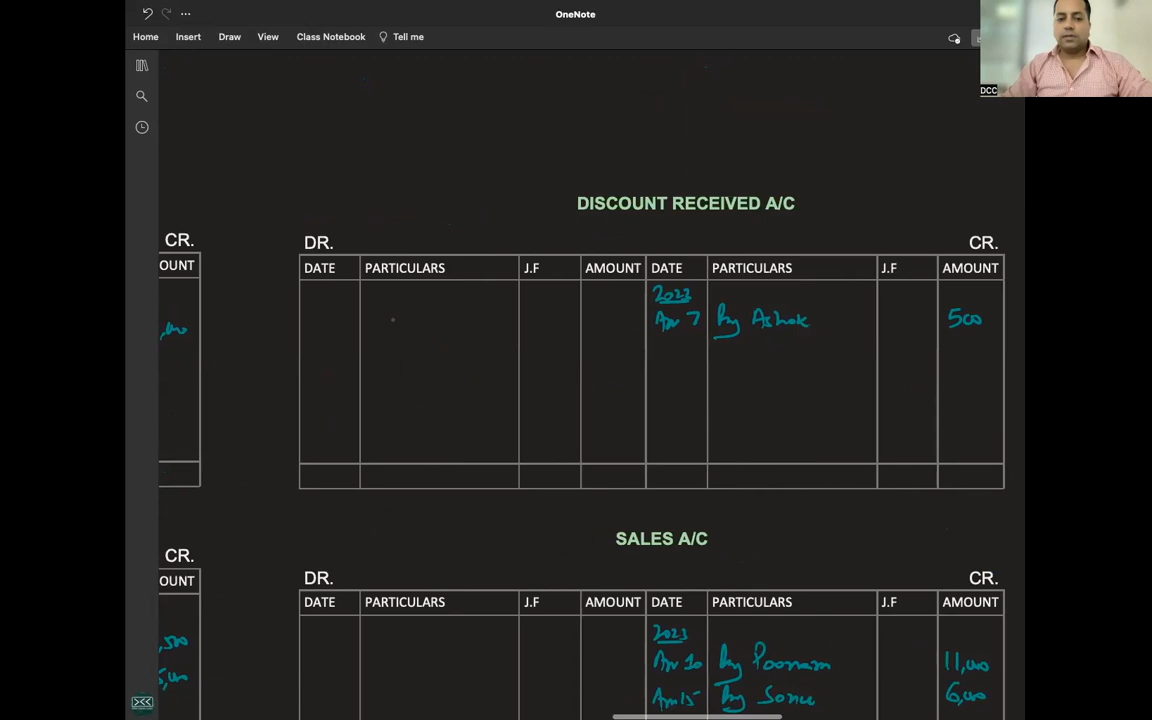 OneNote
Home Insert Draw View Class Notebook Tell me
DCC
DISCOUNT RECEIVED A/C
CR. DR. CR.
OUNT DATE PARTICULARS J.F AMOUNT DATE PARTICULARS J.F AMOUNT
2023
Apr 7 By Ashok 500
SALES A/C
CR. DR. CR.
OUNT DATE PARTICULARS J.F AMOUNT DATE PARTICULARS J.F AMOUNT
2023
,500 Apr 10 By Poonam 11,000
Apr 15 By Sonu 6,000